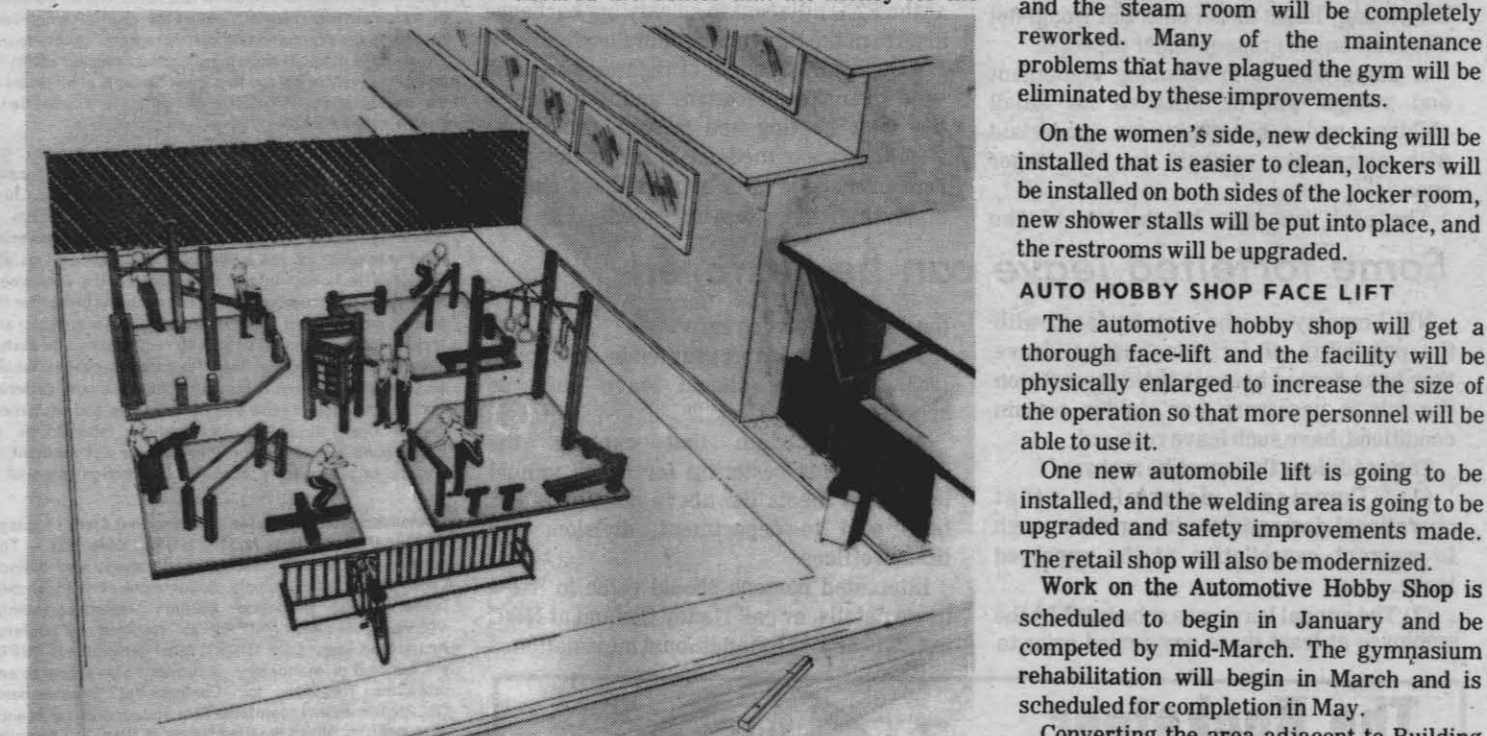 and the steam room will be completely
reworked. Many of the maintenance
problems that have plagued the gym will be
eliminated by these improvements.
On the women's side, new decking willl be
installed that is easier to clean, lockers will
be installed on both sides of the locker room,
new shower stalls will be put into place, and
the restrooms will be upgraded.
AUTO HOBBY SHOP FACE LIFT
The automotive hobby shop will get a
thorough face-lift and the facility will be
physically enlarged to increase the size of
the operation so that more personnel will be
able to use it.
One new automobile lift is going to be
installed, and the welding area is going to be
upgraded and safety improvements made.
The retail shop will also be modernized.
Work on the Automotive Hobby Shop is
scheduled to begin in January and be
competed by mid-March. The gymnasium
rehabilitation will begin in March and is
scheduled for completion in May.
Converting the area adjacent to Building